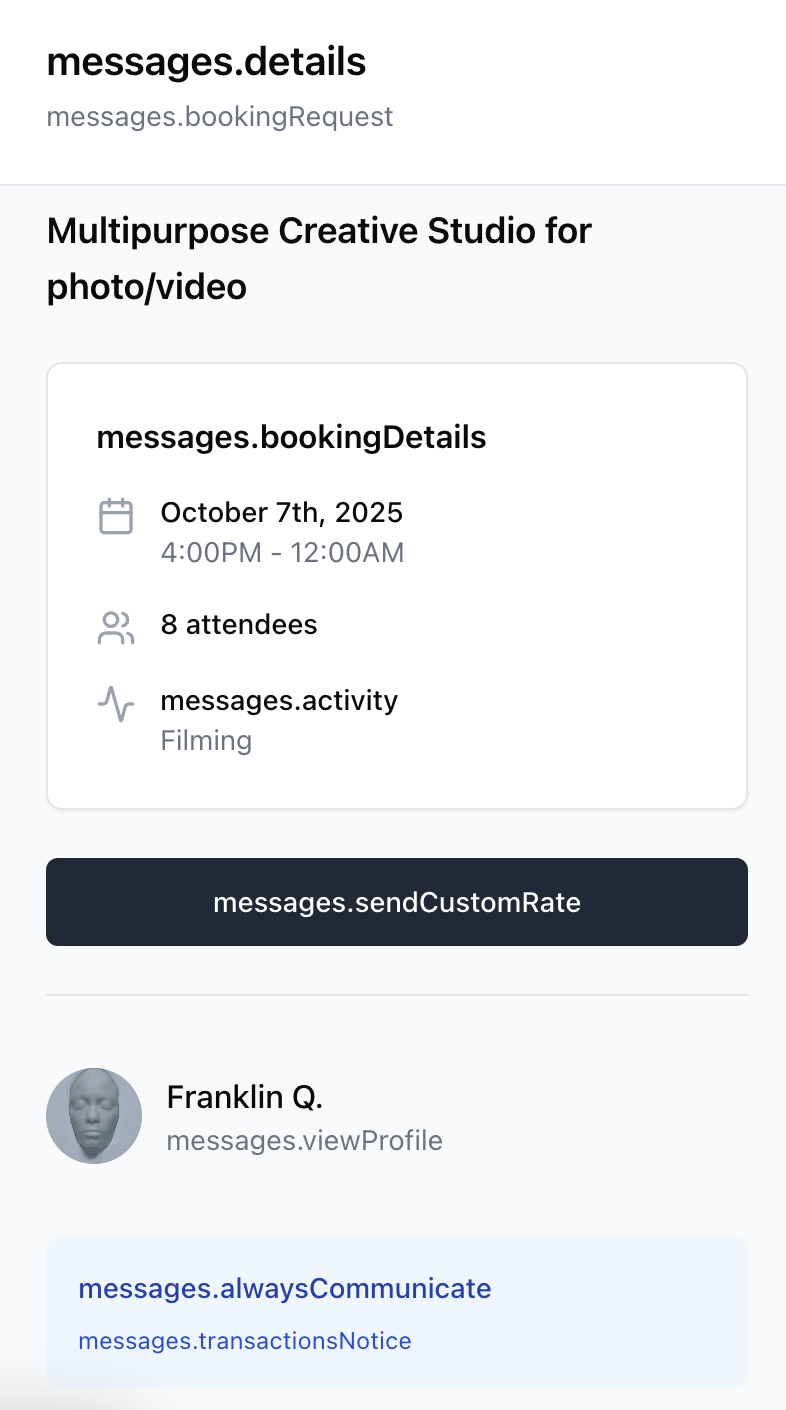 messages.details
messages.bookingRequest
Multipurpose Creative Studio for
photo/video
messages.bookingDetails
October 7th, 2025
4:00PM - 12:00AM
8 attendees
messages.activity
Filming
messages.sendCustomRate
Franklin Q.
messages.viewProfile
messages.alwaysCommunicate
messages.transactionsNotice